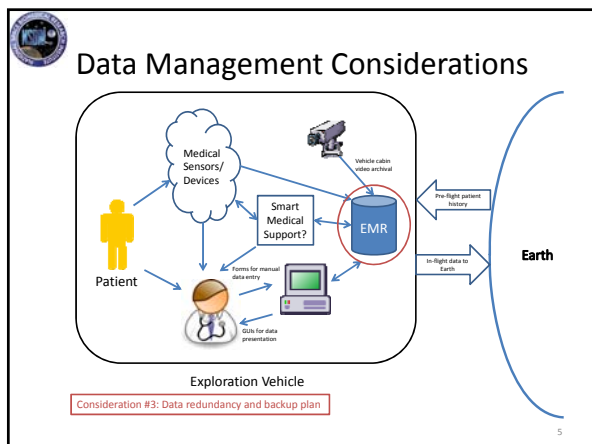 Data Management Considerations
Medical
Sensors/
Devices
Vehicle cabin
video archival
Pre-flight patient
history
Smart
Medical
Support?
EMR
Earth
In-flight data to
Earth
Patient
Forms for manual
data entry
GUIs for data
presentation
Exploration Vehicle
Consideration #3: Data redundancy and backup plan
5